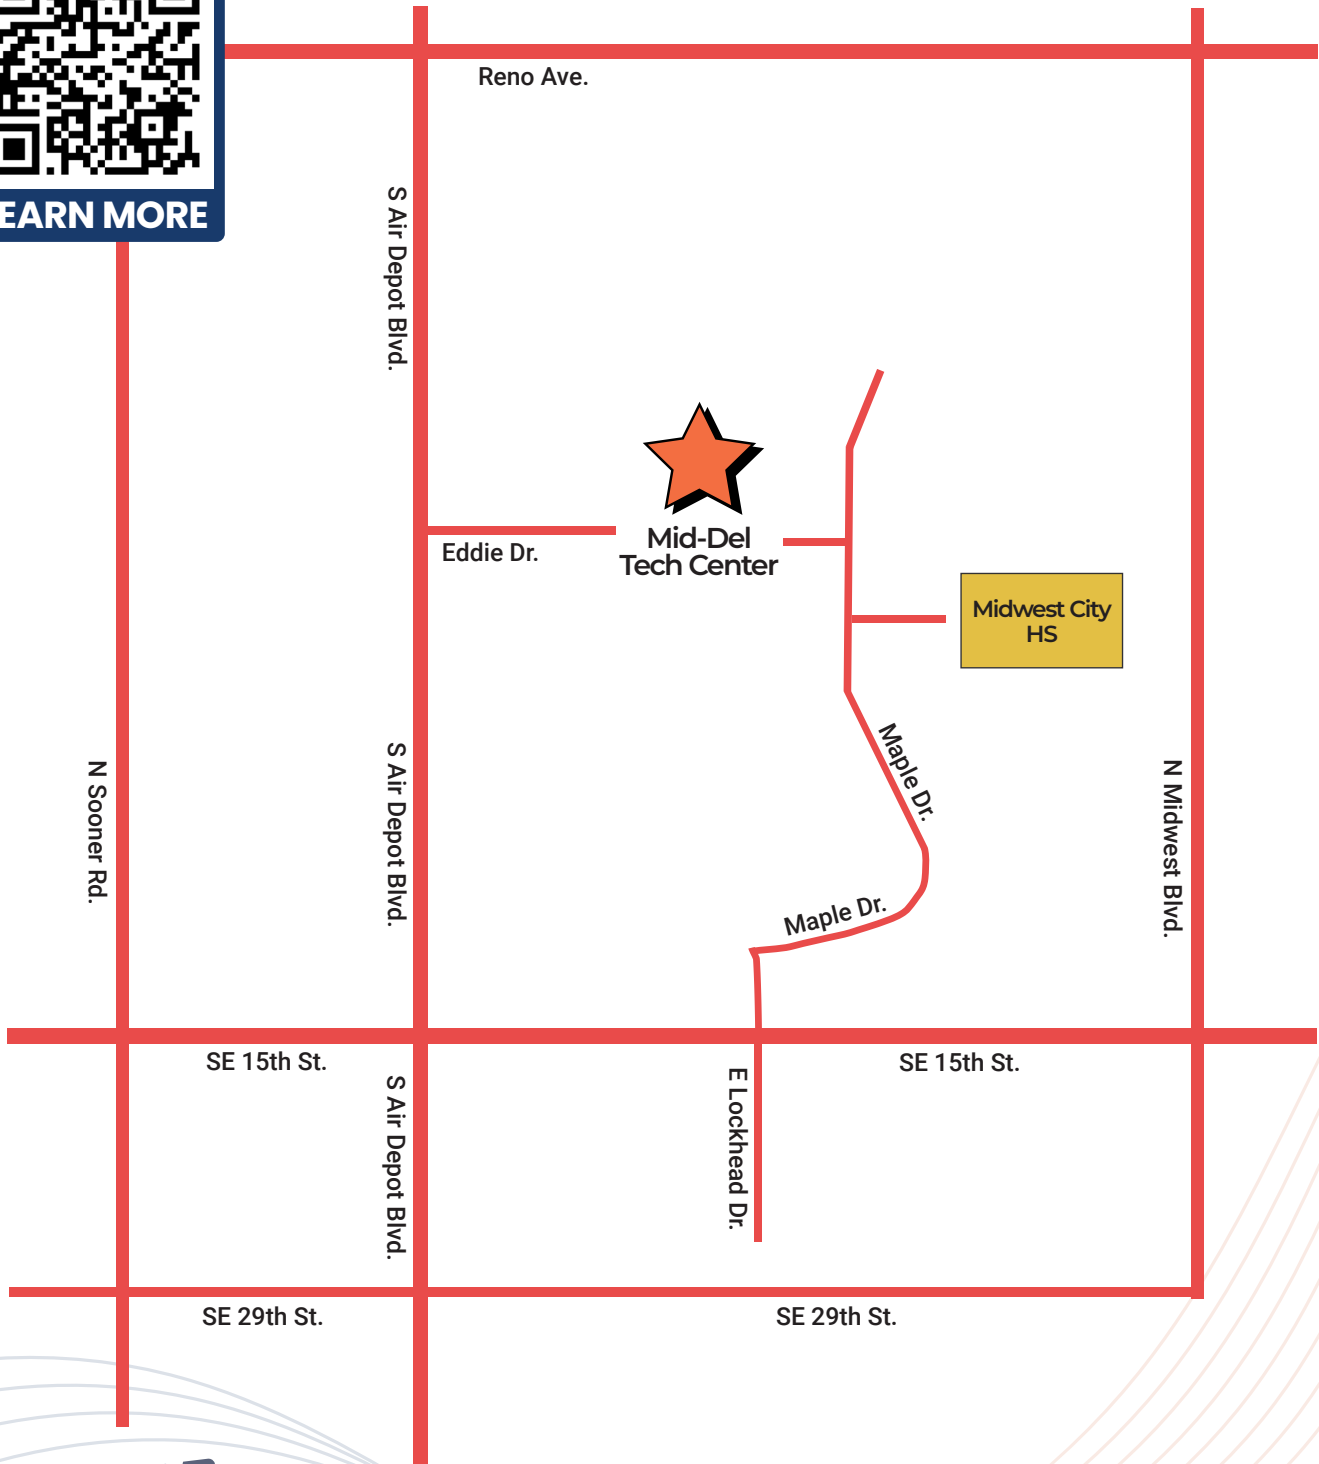 Reno Ave.
EARN MORE
S Air Depot Blvd.
Mid-Del
Tech Center
Eddie Dr.
Midwest City
HS
Maple Dr.
N Sooner Rd.
S Air Depot Blvd.
N Midwest Blvd.
Maple Dr.
SE 15th St.
SE 15th St.
S Air Depot Blvd.
E Lockhead Dr.
SE 29th St.
SE 29th St.